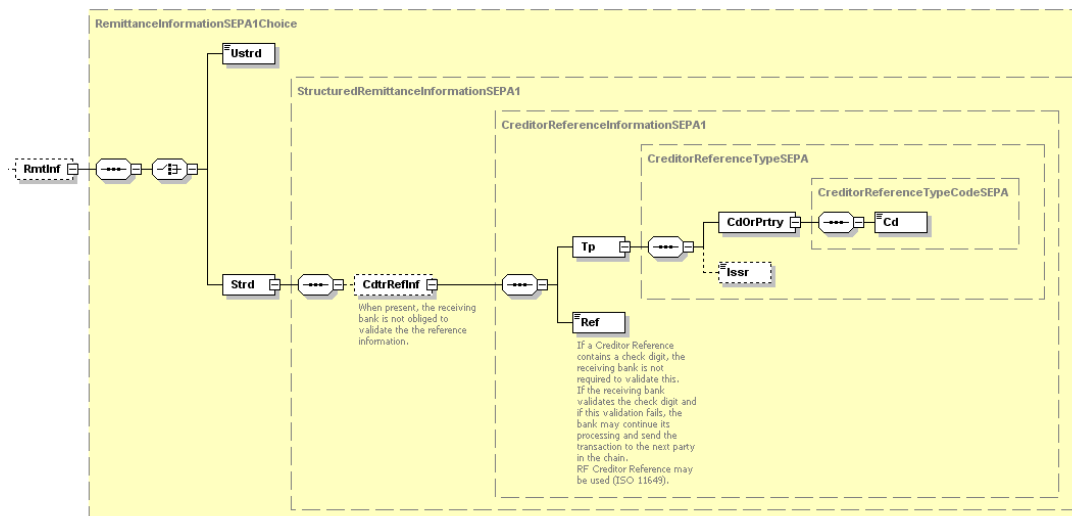 RemittanceInformationSEPA1Choice
Ustrd
StructuredRemittanceInformationSEPA1
CreditorReferenceInformationSEPA1
CreditorReferenceTypeSEPA
RmtInf
CreditorReferenceTypeCodeSEPA
CdOrPrtry
Cd
Tp
Issr
Strd
CdtrRefInf
When present, the receiving
bank is not obliged to
validate the the reference
information.
Ref
If a Creditor Reference
contains a check digit, the
receiving bank is not
required to validate this.
If the receiving bank
validates the check digit and
if this validation fails, the
bank may continue its
processing and send the
transaction to the next party
in the chain.
RF Creditor Reference may
be used (ISO 11649).